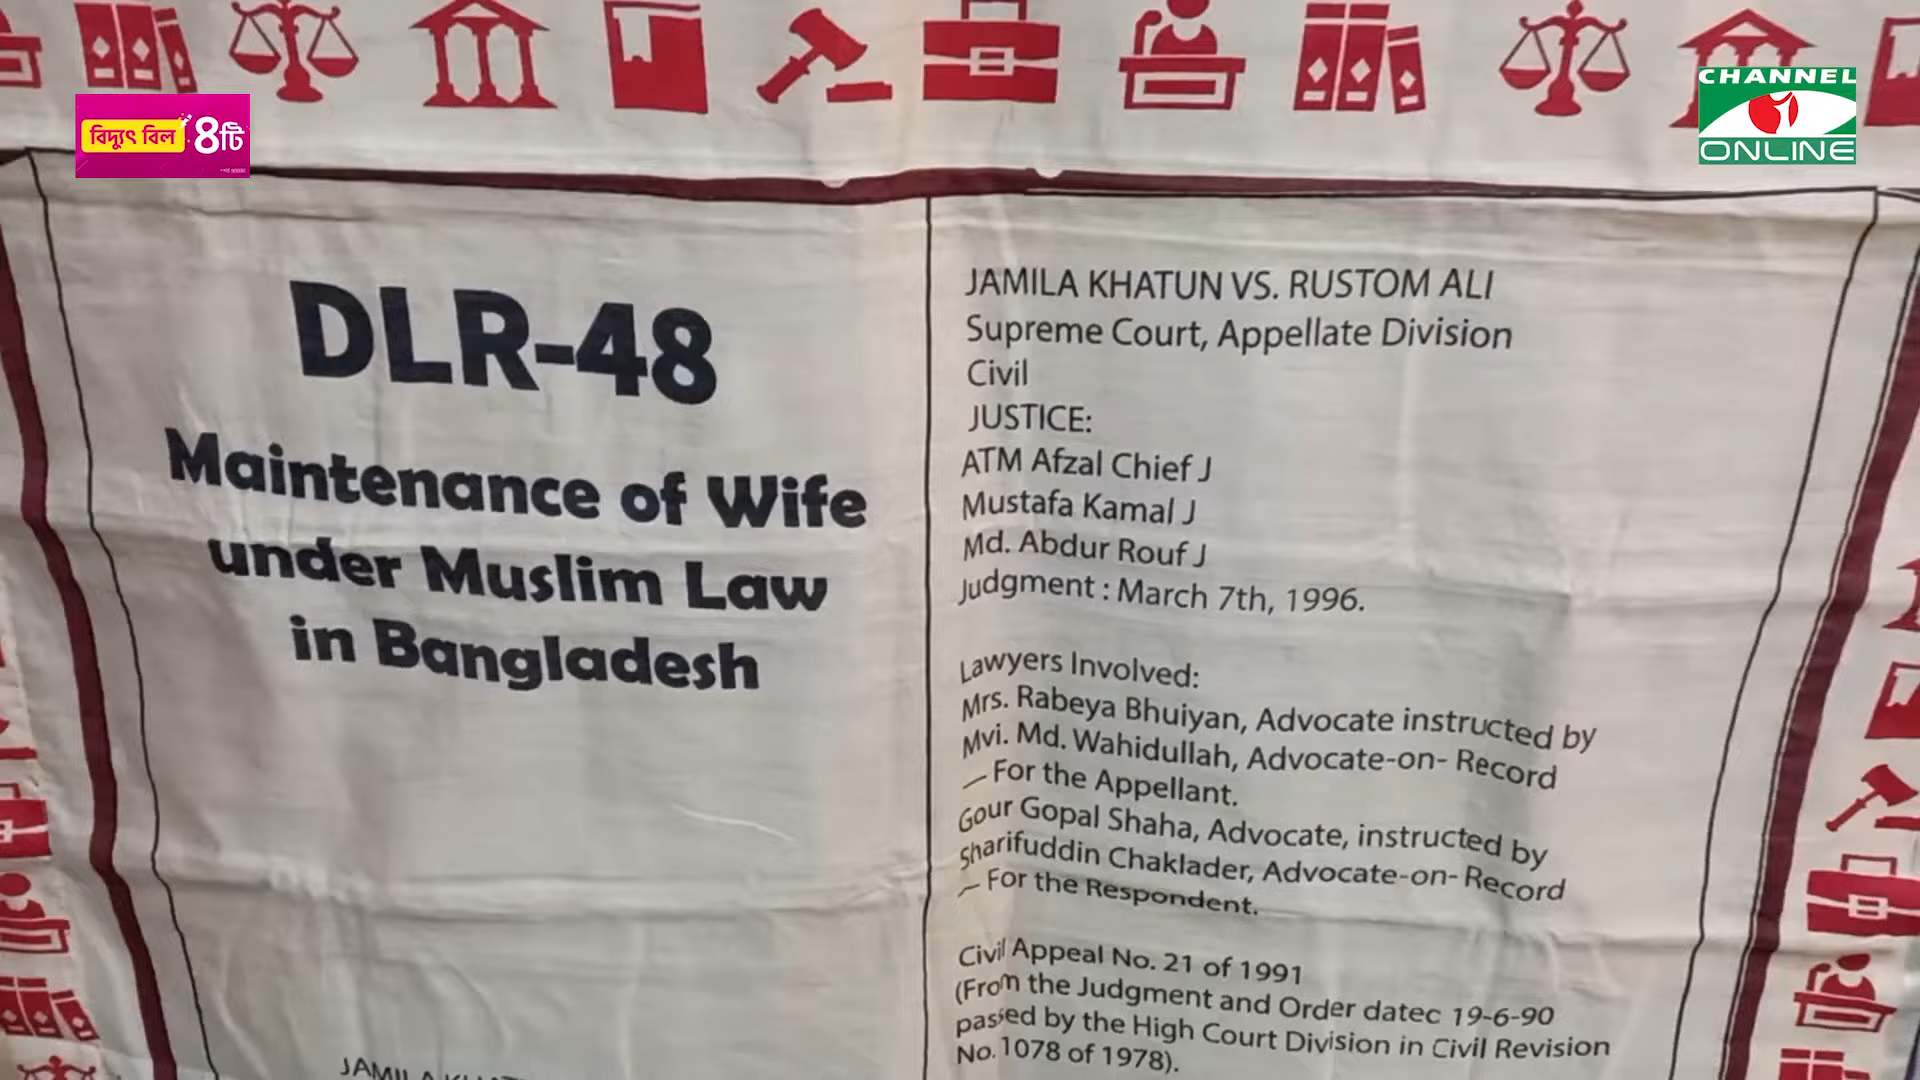 CHANNEL
ONLINE
বিদ্যুৎ বিল ৪টি
DLR-48
Maintenance of Wife
under Muslim Law
in Bangladesh
JAMILA KHATUN VS. RUSTOM ALI
Supreme Court, Appellate Division
Civil
JUSTICE:
ATM Afzal Chief J
Mustafa Kamal J
Md. Abdur Rouf J
Judgment : March 7th, 1996.
Lawyers Involved:
Mrs. Rabeya Bhuiyan, Advocate instructed by
Mvi. Md. Wahidullah, Advocate-on- Record
— For the Appellant.
Gour Gopal Shaha, Advocate, instructed by
Sharifuddin Chaklader, Advocate-on- Record
— For the Respondent.
Civil Appeal No. 21 of 1991
(From the Judgment and Order datec 19-6-90
passed by the High Court Division in Civil Revision
No. 1078 of 1978).
JAMILA